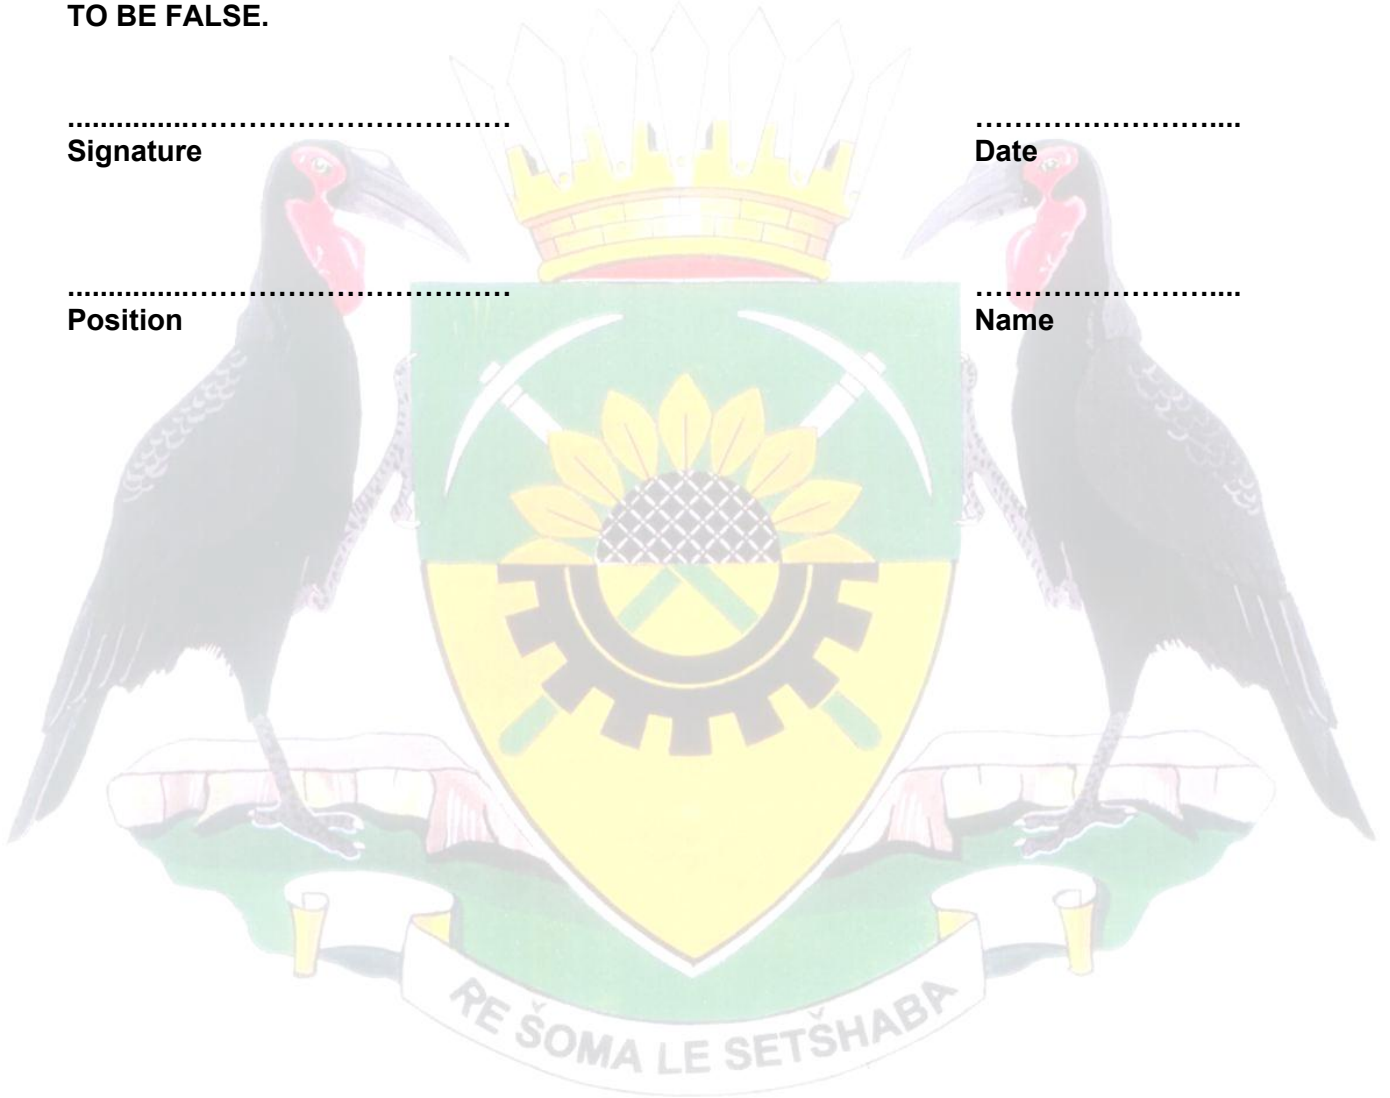 TO BE FALSE.
...............……………………………… ……………………....
Signature Date
...............……………………………… ……………………....
Position Name
RE ŠOMA LE SETŠHABA